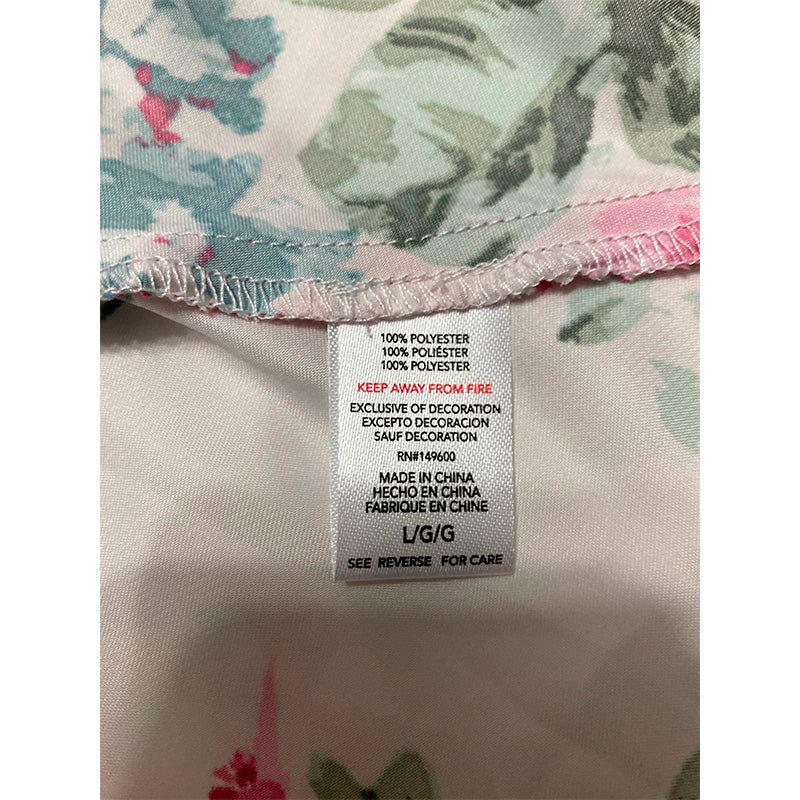 100% POLYESTER
100% POLIÉSTER
100% POLYESTER
KEEP AWAY FROM FIRE
EXCLUSIVE OF DECORATION
EXCEPTO DECORACION
SAUF DECORATION
RN#149600
MADE IN CHINA
HECHO EN CHINA
FABRIQUE EN CHINE
L/G/G
SEE REVERSE FOR CARE